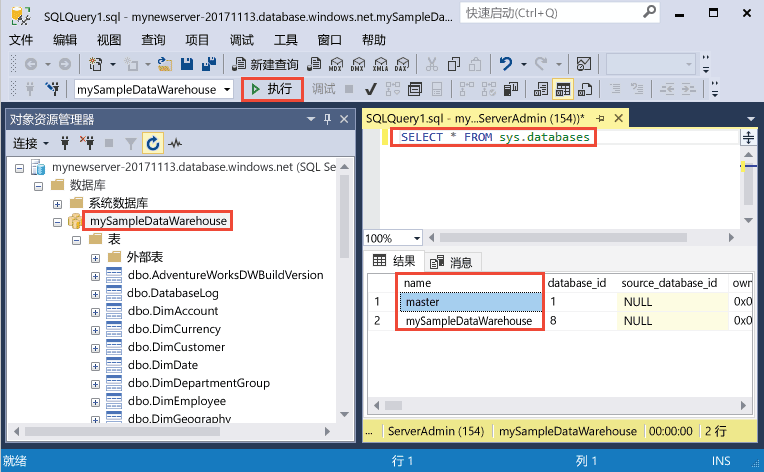 SQLQuery1.sql - mynewserver-20171113.database.windows.net.mySampleDa...
快速启动(Ctrl+Q)
文件 编辑 视图 查询 项目 调试 工具 窗口 帮助
新建查询 MDX DMX XMLA DAX
mySampleDataWarehouse 执行 调试
对象资源管理器
连接
mynewserver-20171113.database.windows.net (SQL Se
数据库
系统数据库
mySampleDataWarehouse
表
外部表
dbo.AdventureWorksDWBuildVersion
dbo.DatabaseLog
dbo.DimAccount
dbo.DimCurrency
dbo.DimCustomer
dbo.DimDate
dbo.DimDepartmentGroup
dbo.DimEmployee
dbo.DimGeography
SQLQuery1.sql - my...ServerAdmin (154))*
SELECT * FROM sys.databases
100%
结果 消息
name database_id source_database_id own
1 master 1 NULL 0x0
2 mySampleDataWarehouse 8 NULL 0x0
... ServerAdmin (154) mySampleDataWarehouse 00:00:00 2 行
就绪 行 1 列 1 INS